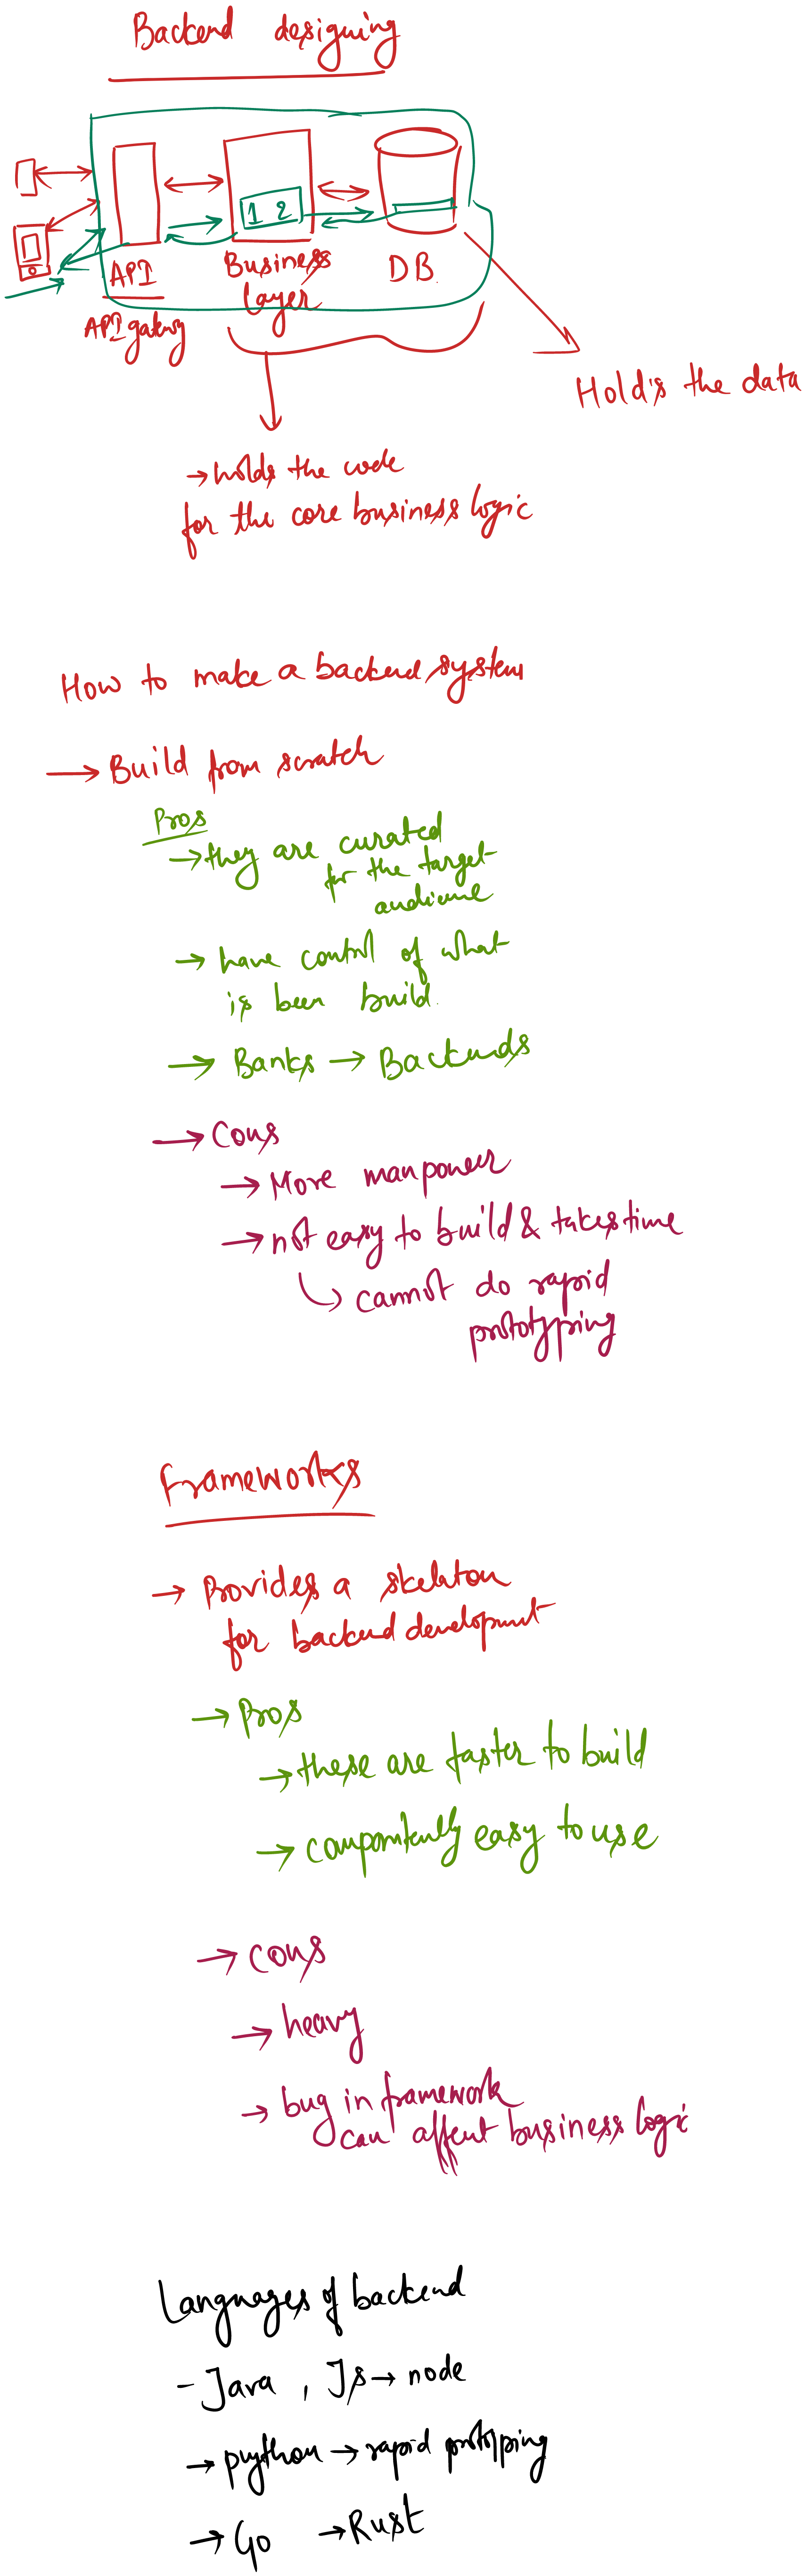 Backend designing
1 2
API
Business
Layer
DB
API gateway
Hold's the data
→ holds the code
for the core business logic
How to make a backend system
→ Build from scratch
Pros
→ they are curated
for the target
audience
→ have control of what
is been build.
→ Banks → Backends
→ Cons
→ More manpower
→ not easy to build & takes time
↳ cannot do rapid
prototyping
Frameworks
→ Provides a skeleton
for backend development
→ Pros
→ these are faster to build
→ easy to use
→ cons
→ heavy
→ bug in framework
can affect business logic
Languages of backend
- Java , Js → node
→ python → rapid prototyping
→ Go → Rust